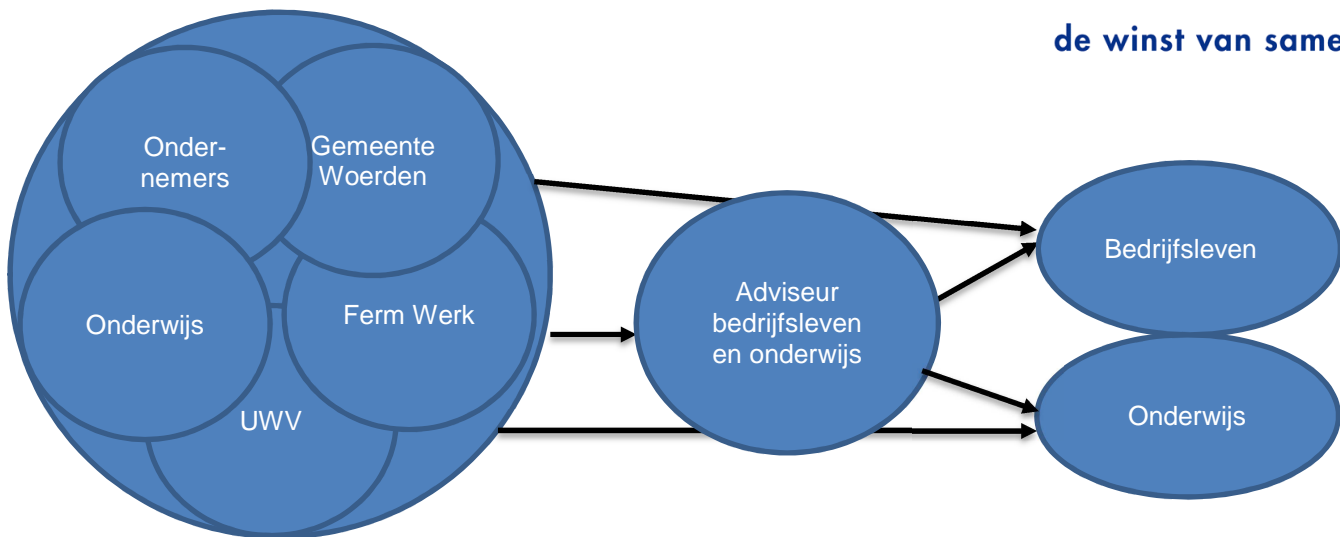 de winst van same
Onder-
nemers
Gemeente
Woerden
Onderwijs
Ferm Werk
UWV
Adviseur
bedrijfsleven
en onderwijs
Bedrijfsleven
Onderwijs